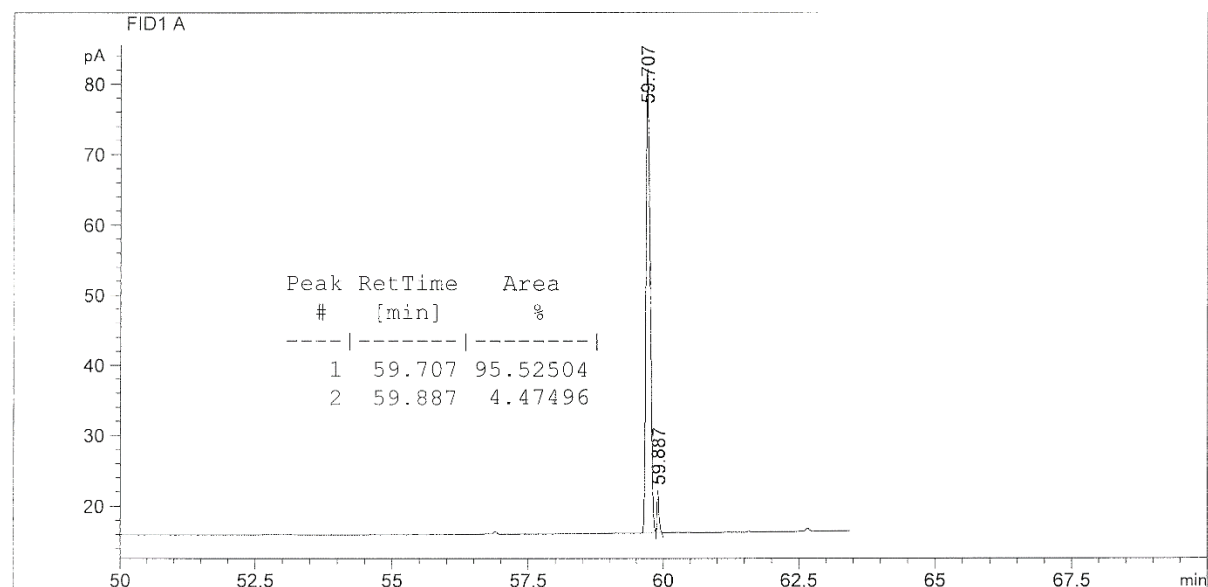 FID1 A
pA
80
70
60
50
40
30
20
59.707
59.887
Peak RetTime Area
# [min] %
----|-------|--------|
1 59.707 95.52504
2 59.887 4.47496
50 52.5 55 57.5 60 62.5 65 67.5 min